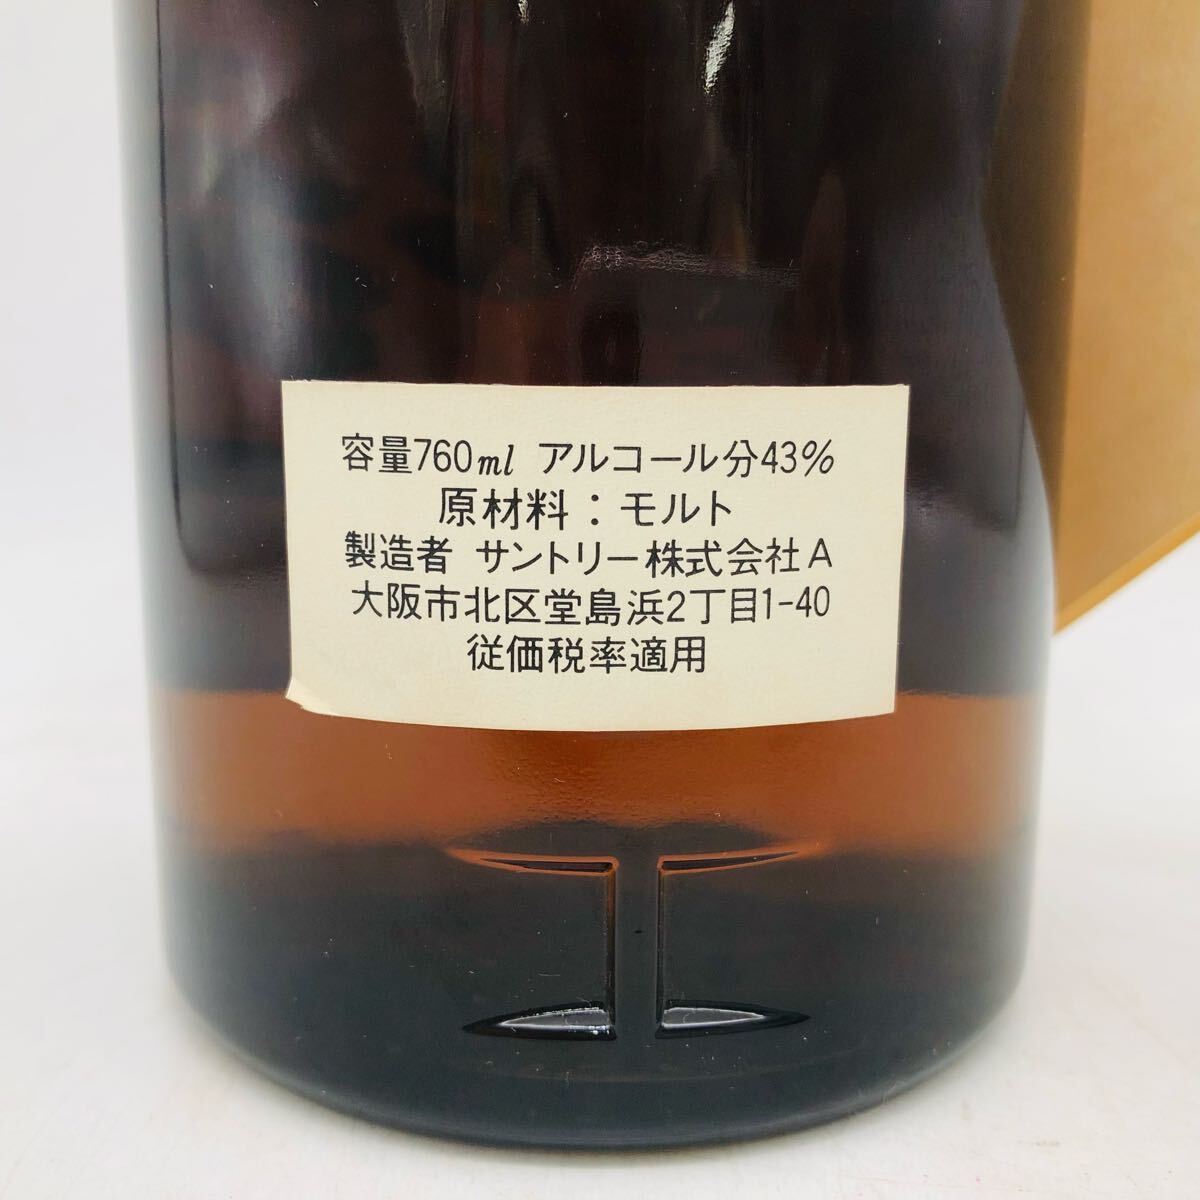 容量760ml アルコール分43%
原材料：モルト
製造者 サントリー株式会社A
大阪市北区堂島浜2丁目1-40
従価税率適用